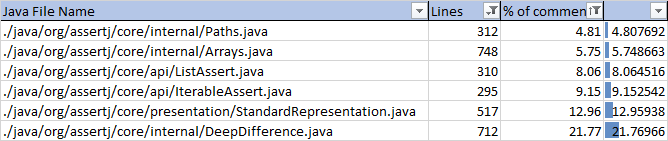 Java File Name Lines % of commen
./java/org/assertj/core/internal/Paths.java 312 4.81 4.807692
./java/org/assertj/core/internal/Arrays.java 748 5.75 5.748663
./java/org/assertj/core/api/ListAssert.java 310 8.06 8.064516
./java/org/assertj/core/api/IterableAssert.java 295 9.15 9.152542
./java/org/assertj/core/presentation/StandardRepresentation.java 517 12.96 12.95938
./java/org/assertj/core/internal/DeepDifference.java 712 21.77 21.76966